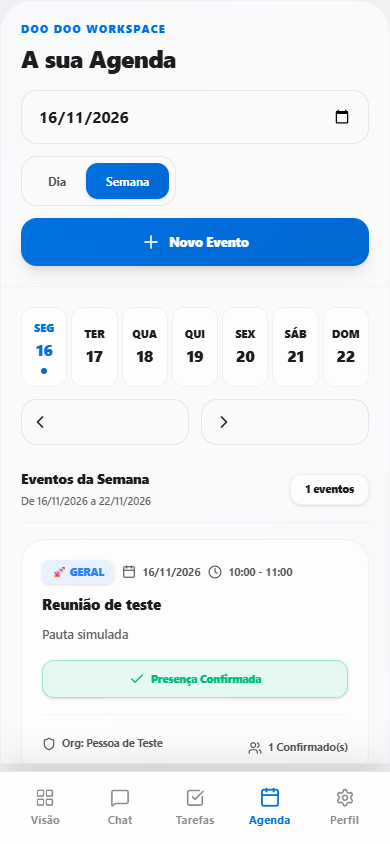 DOO DOO WORKSPACE
A sua Agenda
16/11/2026
Dia Semana
Novo Evento
SEG TER QUA QUI SEX SÁB DOM
16 17 18 19 20 21 22
Eventos da Semana
De 16/11/2026 a 22/11/2026
1 eventos
🚀 GERAL 16/11/2026 10:00 - 11:00
Reunião de teste
Pauta simulada
Presença Confirmada
Org: Pessoa de Teste
1 Confirmado(s)
Visão Chat Tarefas Agenda Perfil